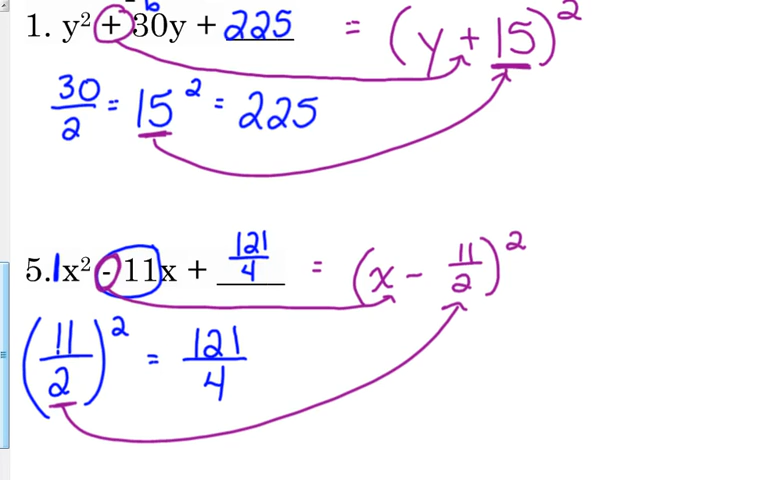 b
1. y² + 30y + 225 = (y + 15)²
30/2 = 15² = 225
5. 1x² - 11x + 121/4 = (x - 11/2)²
(11/2)² = 121/4